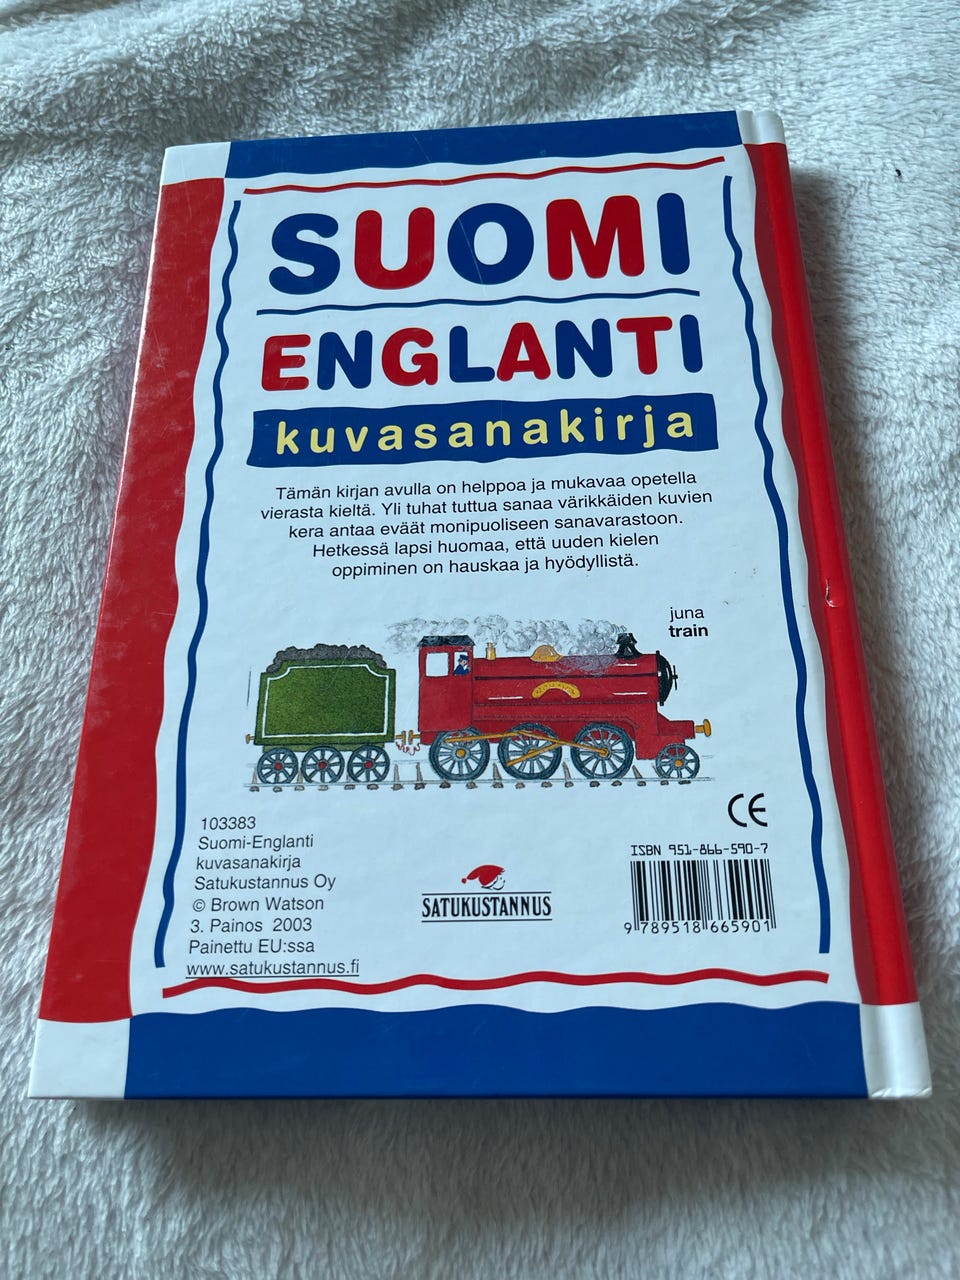 SUOMI
ENGLANTI
kuvasanakirja
Tämän kirjan avulla on helppoa ja mukavaa opetella
vierasta kieltä. Yli tuhat tuttua sanaa värikkäiden kuvien
kera antaa eväät monipuoliseen sanavarastoon.
Hetkessä lapsi huomaa, että uuden kielen
oppiminen on hauskaa ja hyödyllistä.
juna
train
CE
103383
Suomi-Englanti
kuvasanakirja
Satukustannus Oy
© Brown Watson
3. Painos 2003
Painettu EU:ssa
www.satukustannus.fi
SATUKUSTANNUS
ISBN 951-866-590-7
9 789518 665901